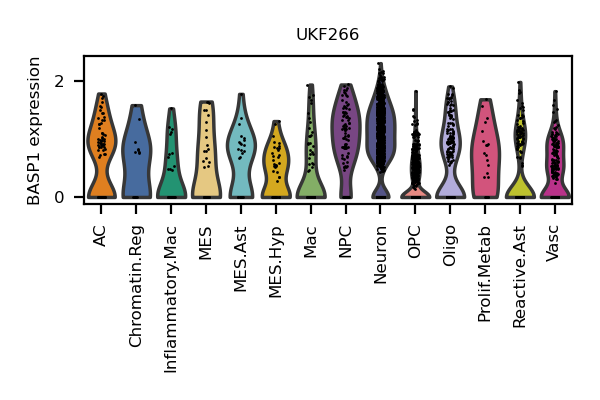 UKF266
BASP1 expression
2
0
AC
Chromatin.Reg
Inflammatory.Mac
MES
MES.Ast
MES.Hyp
Mac
NPC
Neuron
OPC
Oligo
Prolif.Metab
Reactive.Ast
Vasc